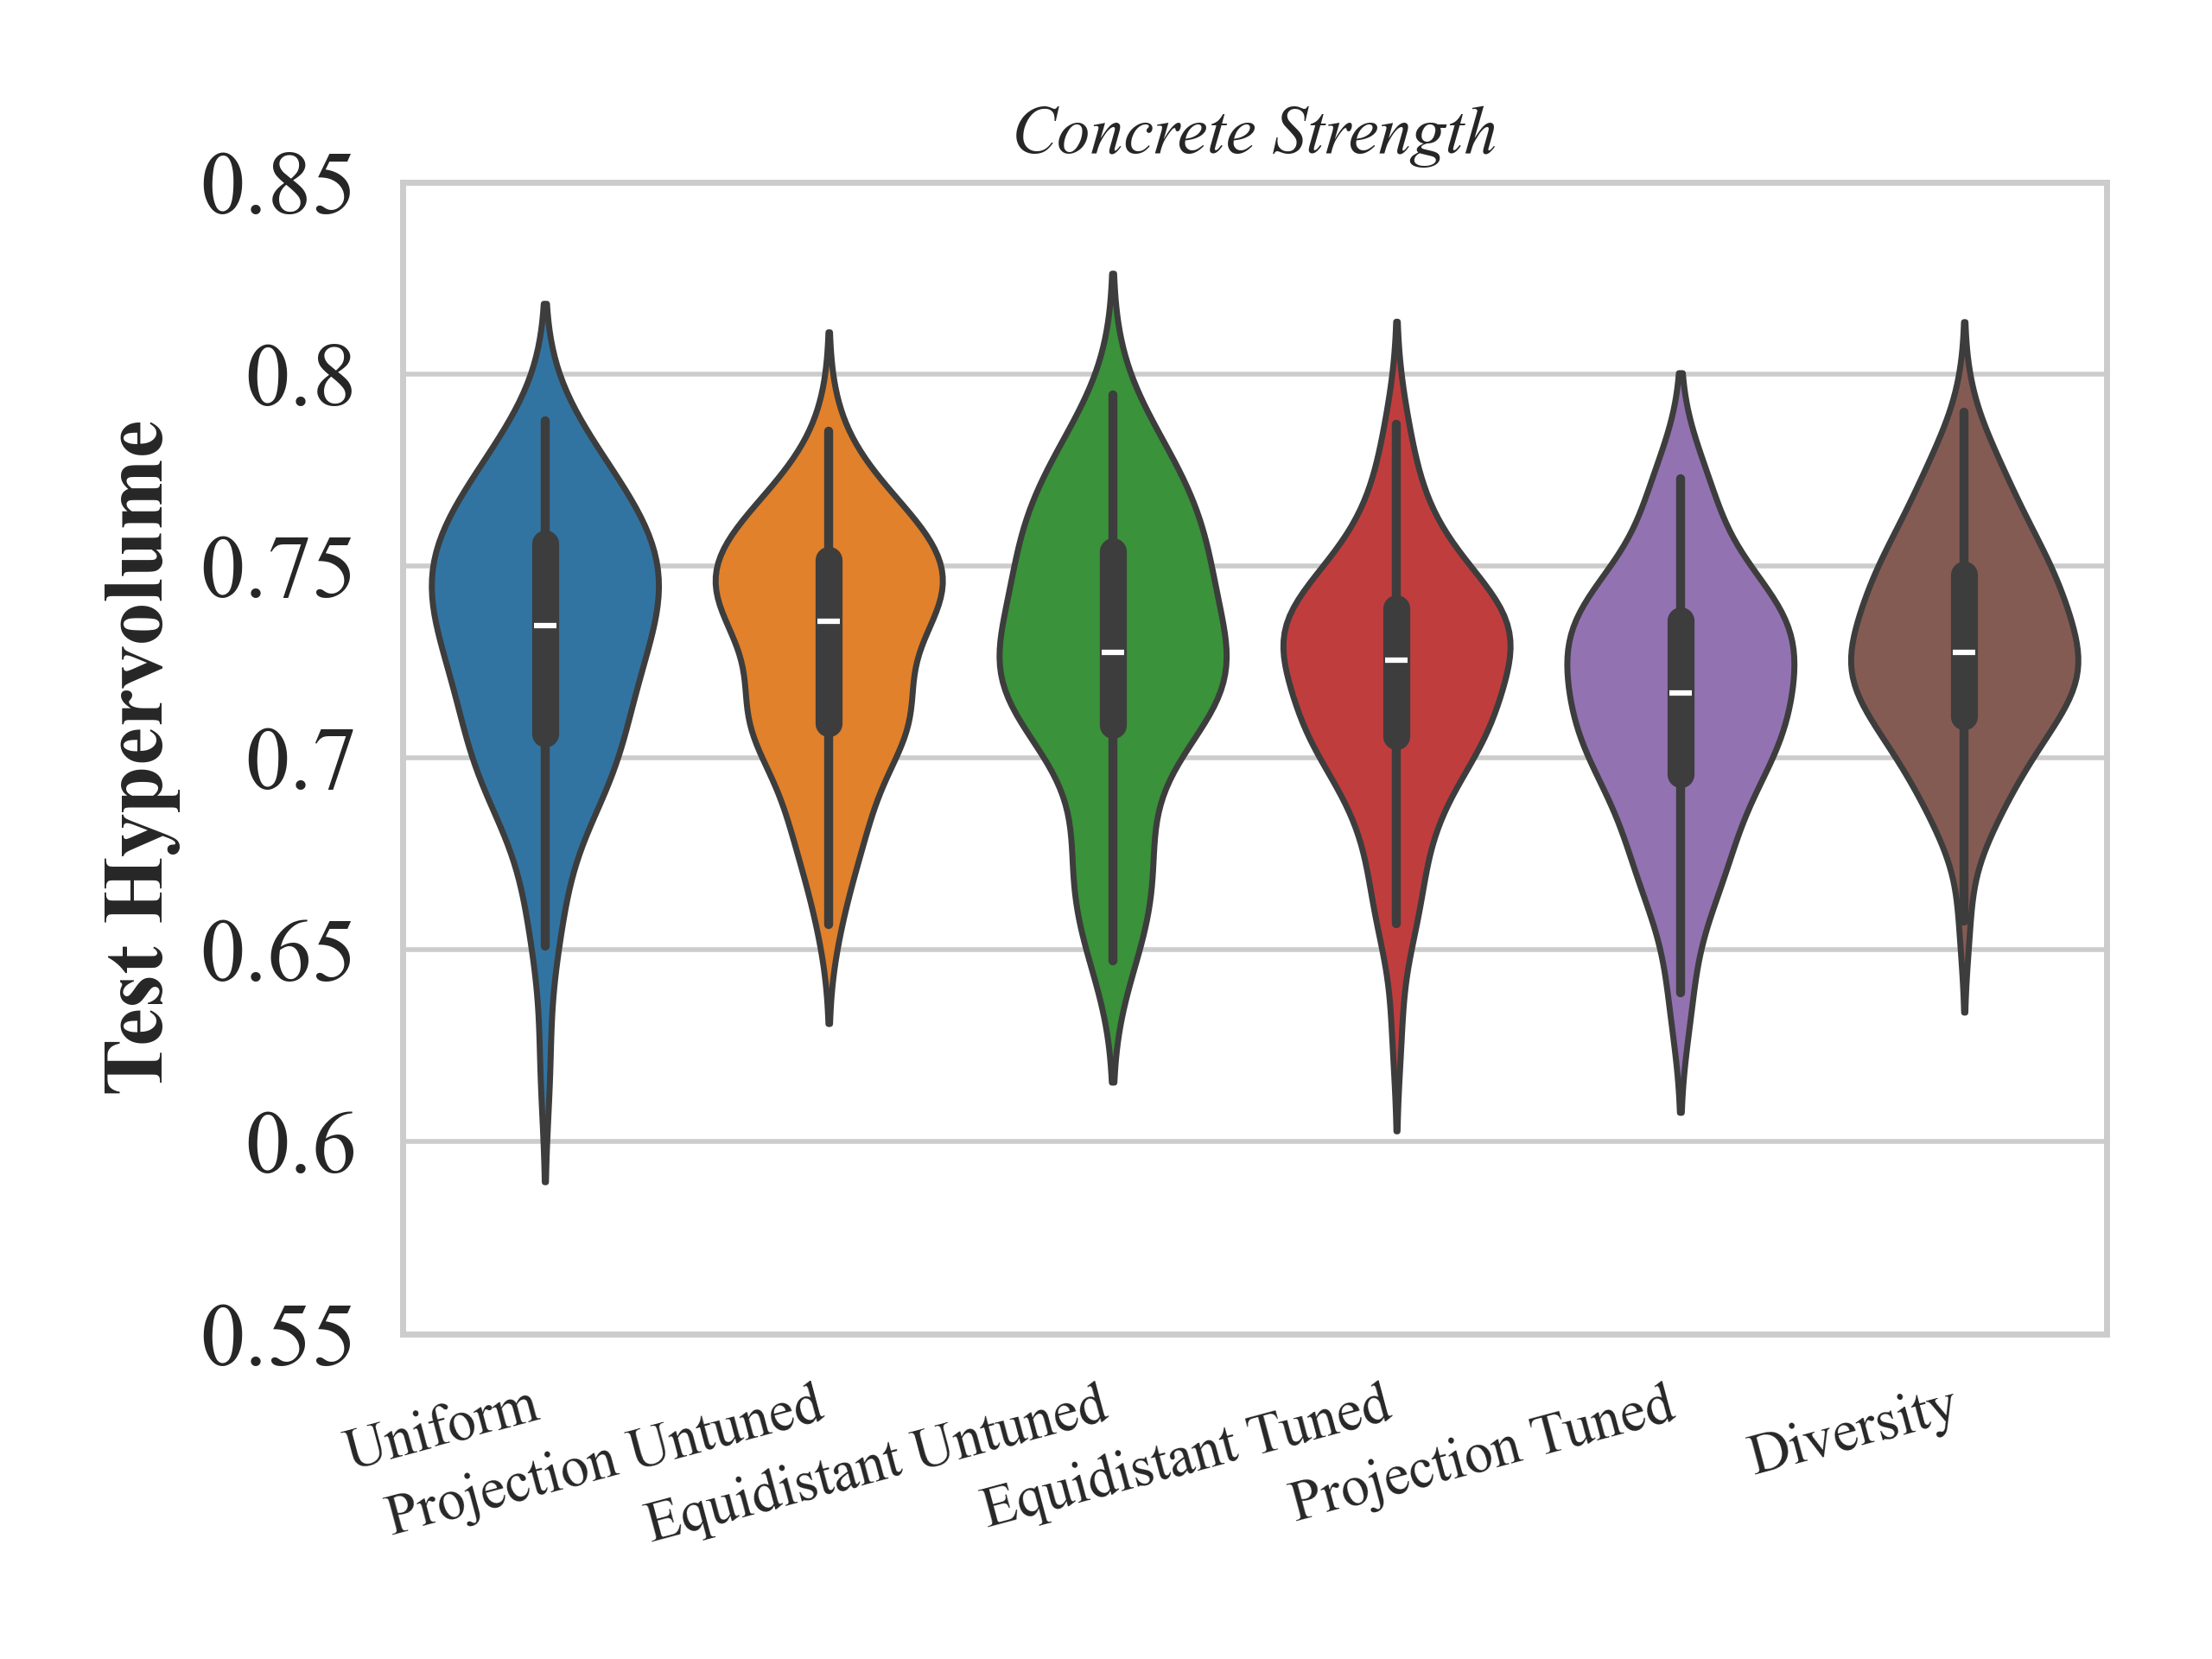 Concrete Strength
Test Hypervolume
0.85
0.8
0.75
0.7
0.65
0.6
0.55
Uniform
Projection Untuned
Equidistant Untuned
Equidistant Tuned
Projection Tuned
Diversity